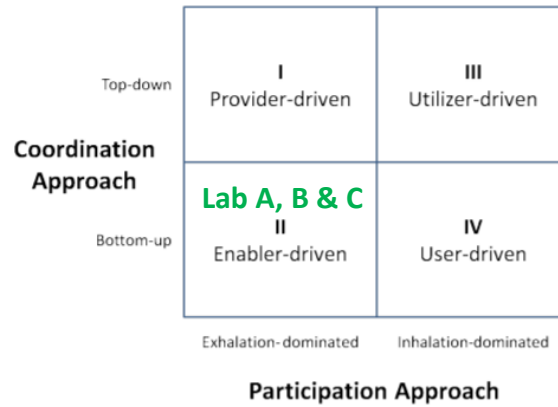 I
Provider-driven
III
Utilizer-driven
Top-down
Coordination
Approach
Lab A, B & C
II
Enabler-driven
IV
User-driven
Bottom-up
Exhalation-dominated
Inhalation-dominated
Participation Approach